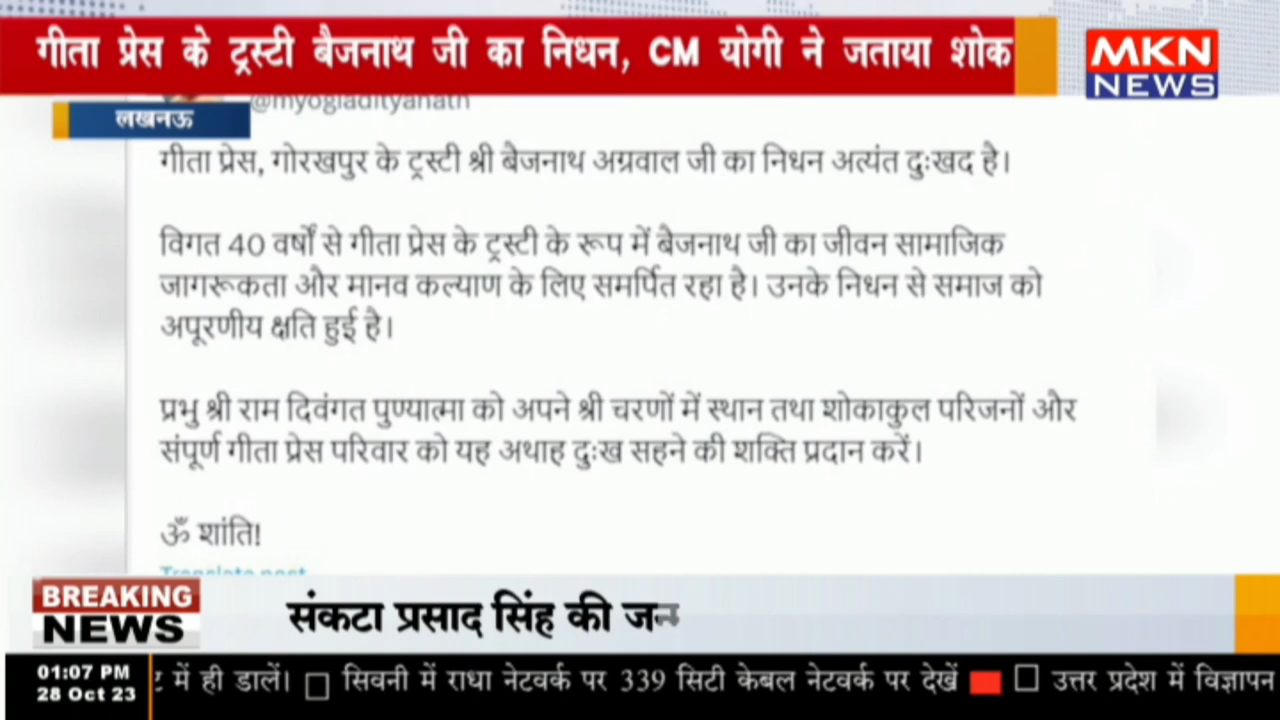 गीता प्रेस के ट्रस्टी बैजनाथ जी का निधन, CM योगी ने जताया शोक
MKN
NEWS
@myogiadityanath
लखनऊ
गीता प्रेस, गोरखपुर के ट्रस्टी श्री बैजनाथ अग्रवाल जी का निधन अत्यंत दुःखद है।
विगत 40 वर्षों से गीता प्रेस के ट्रस्टी के रूप में बैजनाथ जी का जीवन सामाजिक
जागरूकता और मानव कल्याण के लिए समर्पित रहा है। उनके निधन से समाज को
अपूरणीय क्षति हुई है।
प्रभु श्री राम दिवंगत पुण्यात्मा को अपने श्री चरणों में स्थान तथा शोकाकुल परिजनों और
संपूर्ण गीता प्रेस परिवार को यह अथाह दुःख सहने की शक्ति प्रदान करें।
ॐ शांति!
Translate post
BREAKING
NEWS
संकटा प्रसाद सिंह की जन
01:07 PM
28 Oct 23
में ही डालें। सिवनी में राधा नेटवर्क पर 339 सिटी केबल नेटवर्क पर देखें उत्तर प्रदेश में विज्ञापन